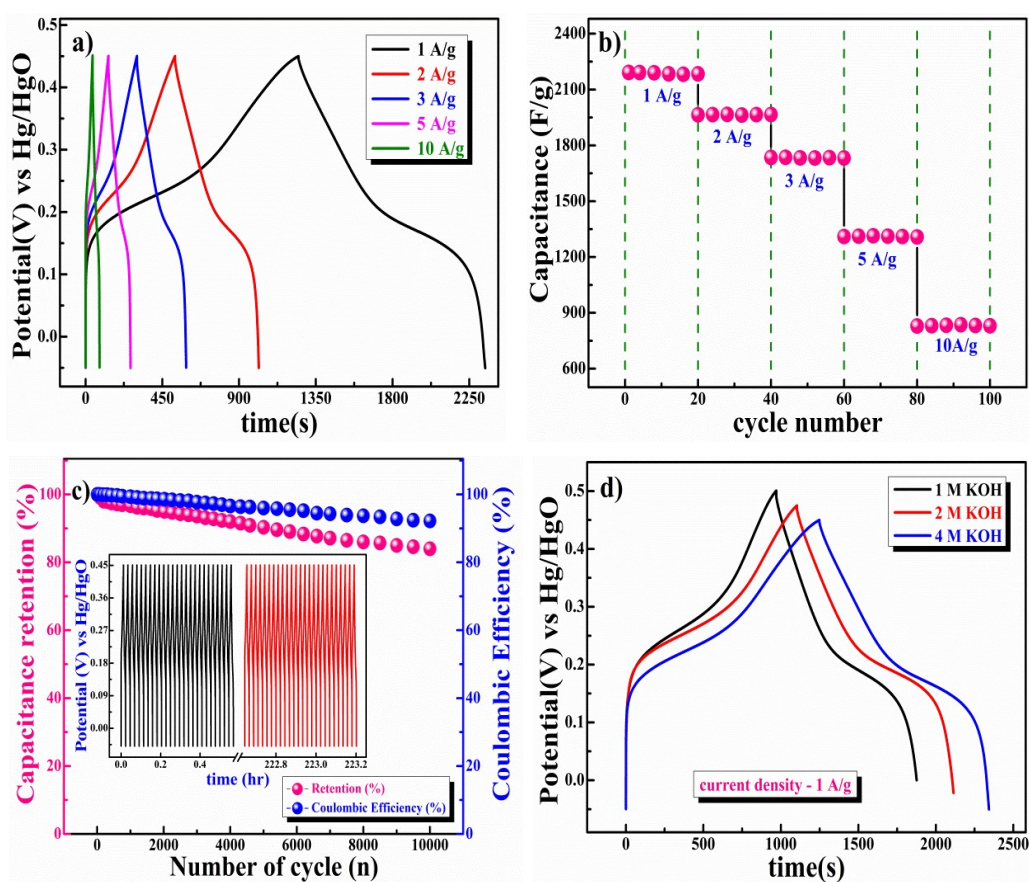 a)
Potential(V) vs Hg/HgO
0.5
0.4
0.3
0.2
0.1
0.0
1 A/g
2 A/g
3 A/g
5 A/g
10 A/g
0
450
900
1350
1800
2250
time(s)
b)
Capacitance (F/g)
2400
2100
1800
1500
1200
900
600
1 A/g
2 A/g
3 A/g
5 A/g
10A/g
0
20
40
60
80
100
cycle number
c)
Capacitance retention (%)
100
80
60
40
20
0
Coulombic Efficiency (%)
100
80
60
40
20
0
Potential (V) vs Hg/HgO
0.45
0.36
0.27
0.18
0.09
0.00
0.0
0.2
0.4
222.8
223.0
223.2
time (hr)
Retention (%)
Coulombic Efficiency (%)
0
2000
4000
6000
8000
10000
Number of cycle (n)
d)
Potential(V) vs Hg/HgO
0.5
0.4
0.3
0.2
0.1
0.0
1 M KOH
2 M KOH
4 M KOH
current density - 1 A/g
0
500
1000
1500
2000
2500
time(s)